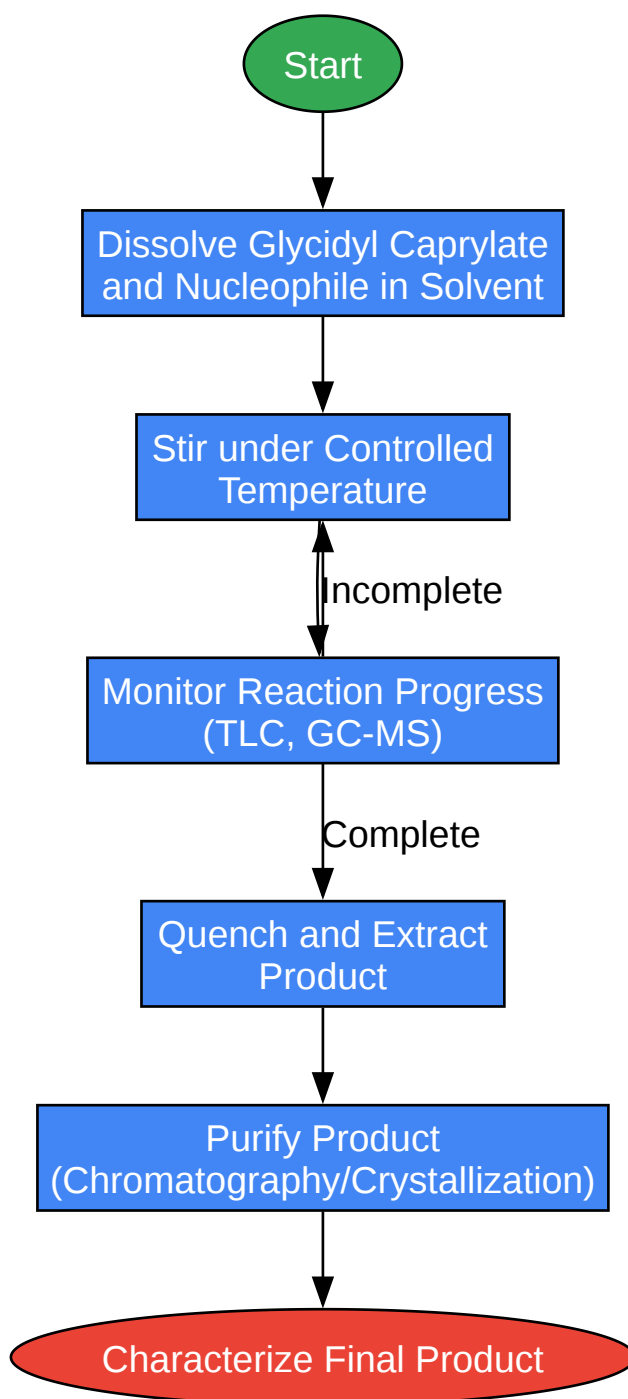 Start
Dissolve Glycidyl Caprylate
and Nucleophile in Solvent
Stir under Controlled
Temperature
Incomplete
Monitor Reaction Progress
(TLC, GC-MS)
Complete
Quench and Extract
Product
Purify Product
(Chromatography/Crystallization)
Characterize Final Product